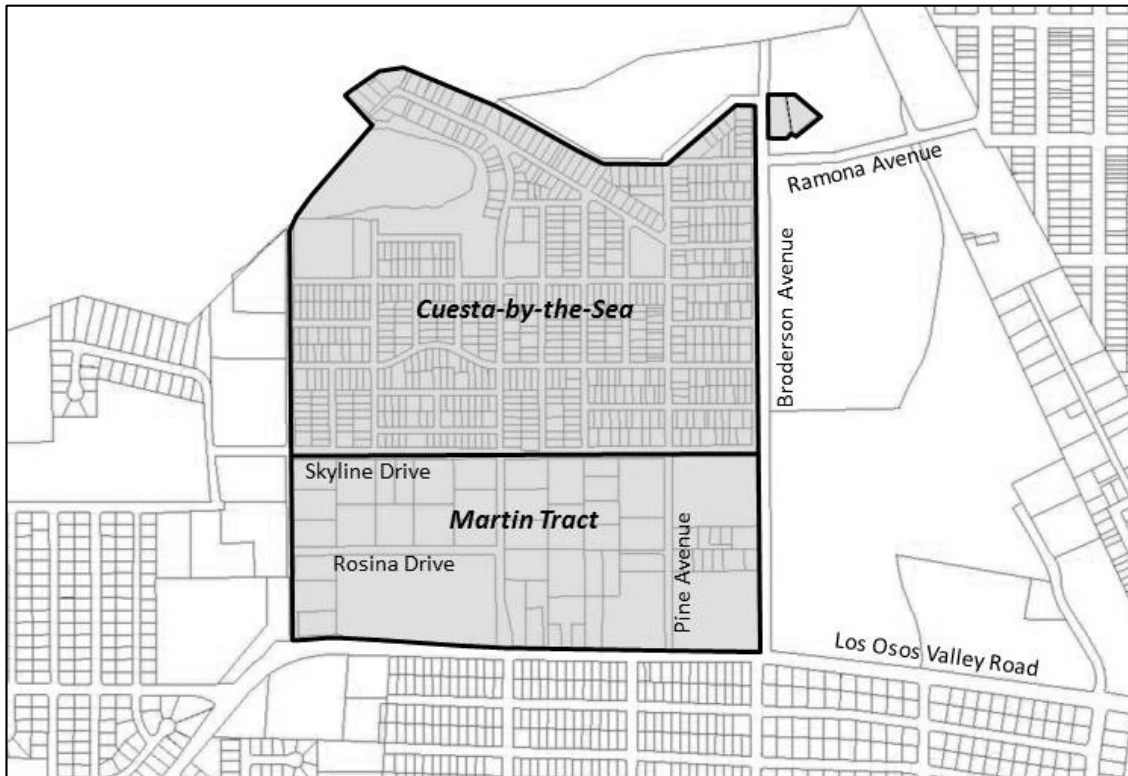 Ramona Avenue
Broderson Avenue
Cuesta-by-the-Sea
Skyline Drive
Martin Tract
Rosina Drive
Pine Avenue
Los Osos Valley Road